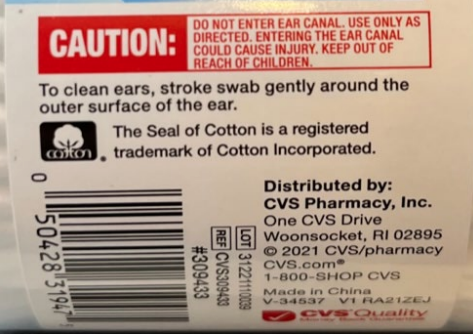 CAUTION:
DO NOT ENTER EAR CANAL. USE ONLY AS
DIRECTED. ENTERING THE EAR CANAL
COULD CAUSE INJURY. KEEP OUT OF
REACH OF CHILDREN.
To clean ears, stroke swab gently around the
outer surface of the ear.
cotton
The Seal of Cotton is a registered
trademark of Cotton Incorporated.
Distributed by:
CVS Pharmacy, Inc.
One CVS Drive
Woonsocket, RI 02895
© 2021 CVS/pharmacy
CVS.com®
1-800-SHOP CVS
Made in China
V-34537 V1 RA21ZEJ
CVS Quality
Money Back Guarantee
LOT 31221110039
REF CVS309433
#309433
0 50428 31947